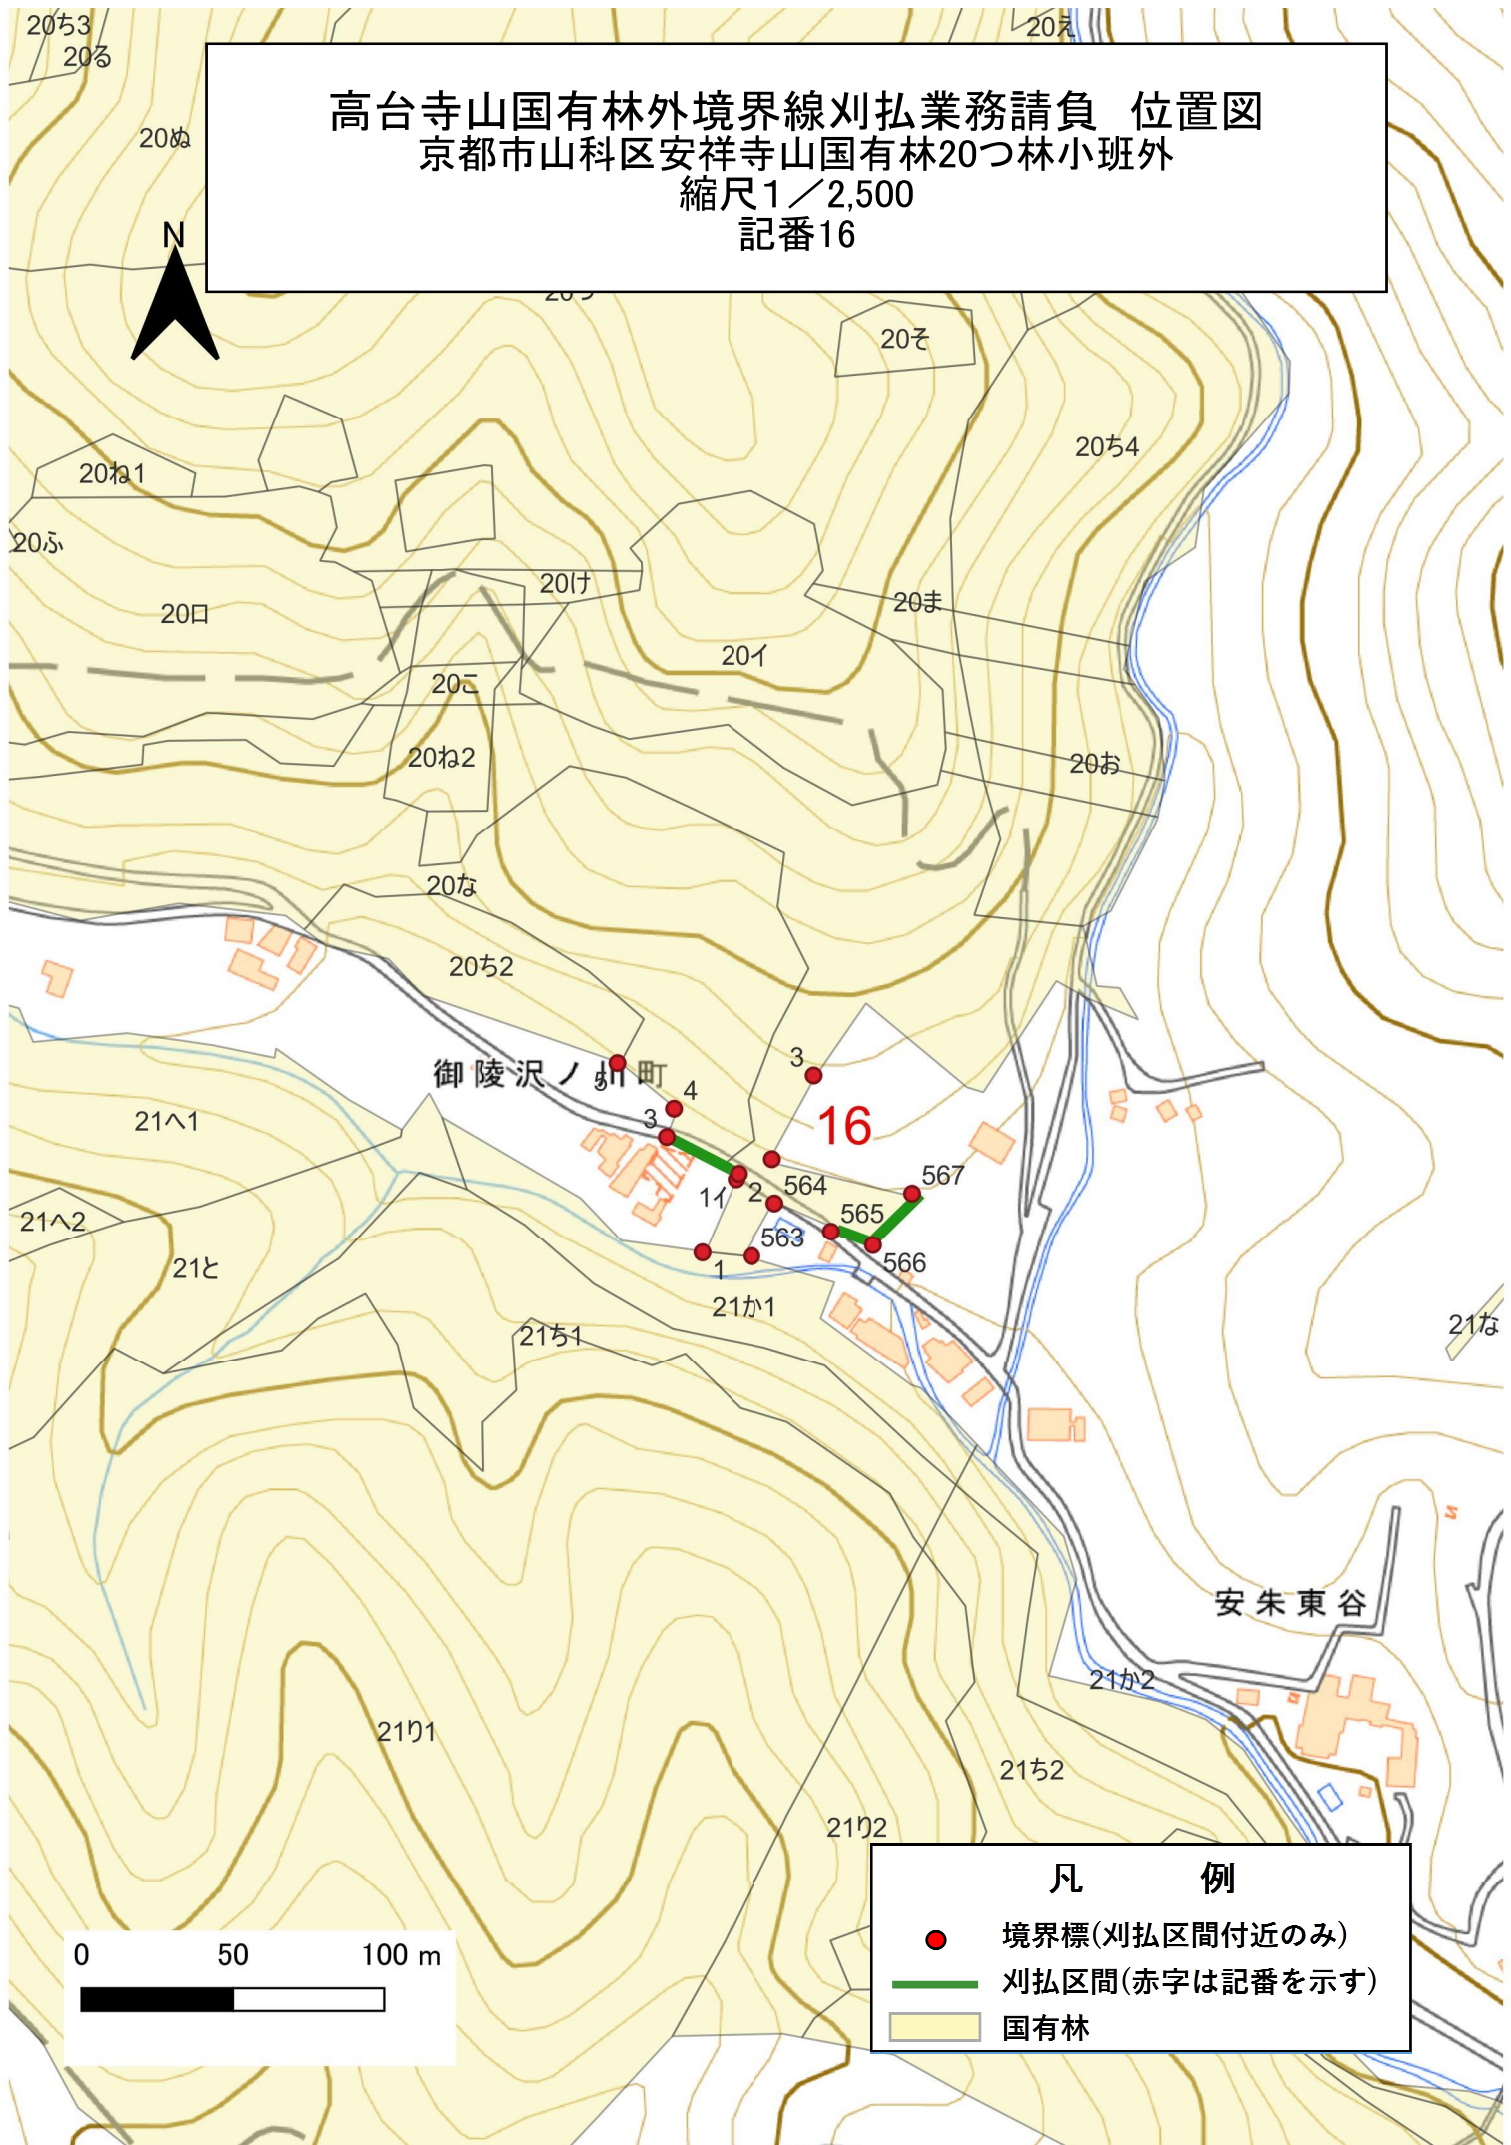 20ち3
20る
20え
高台寺山国有林外境界線刈払業務請負　位置図
京都市山科区安祥寺山国有林20つ林小班外
縮尺1／2,500
記番16
20ぬ
N
20そ
20ち4
20ね1
20ふ
20け
20ま
20ロ
20イ
20こ
20ね2
20お
20な
20ち2
3
御陵沢ノ川町
5
4
3
16
21へ1
567
1イ
2
564
565
21へ2
563
566
21と
1
21か1
21ち1
21な
安朱東谷
21か2
21り1
21ち2
21り2
凡　例
境界標(刈払区間付近のみ)
刈払区間(赤字は記番を示す)
国有林
0 50 100 m